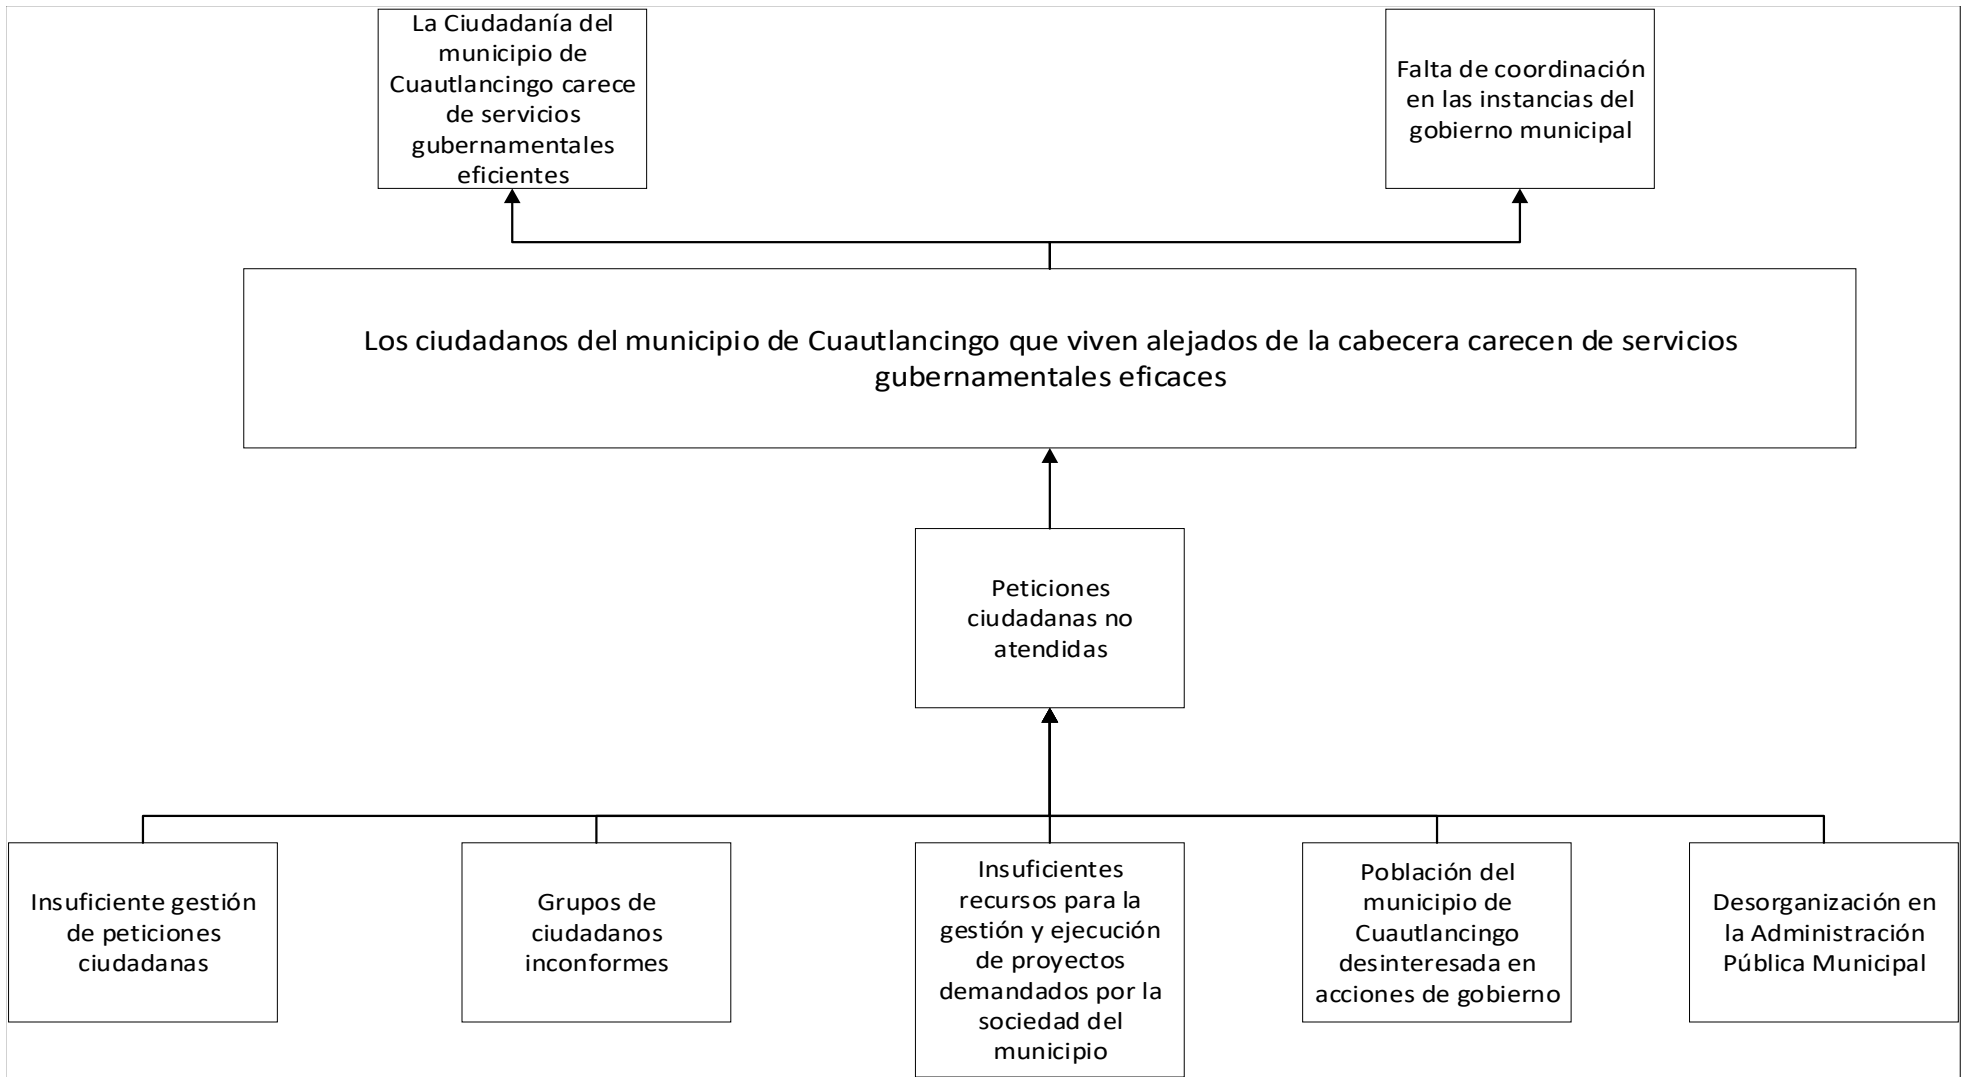 La Ciudadanía del
municipio de
Cuautlancingo carece
de servicios
gubernamentales
eficientes
Falta de coordinación
en las instancias del
gobierno municipal
Los ciudadanos del municipio de Cuautlancingo que viven alejados de la cabecera carecen de servicios
gubernamentales eficaces
Peticiones
ciudadanas no
atendidas
Insuficiente gestión
de peticiones
ciudadanas
Grupos de
ciudadanos
inconformes
Insuficientes
recursos para la
gestión y ejecución
de proyectos
demandados por la
sociedad del
municipio
Población del
municipio de
Cuautlancingo
desinteresada en
acciones de gobierno
Desorganización en
la Administración
Pública Municipal